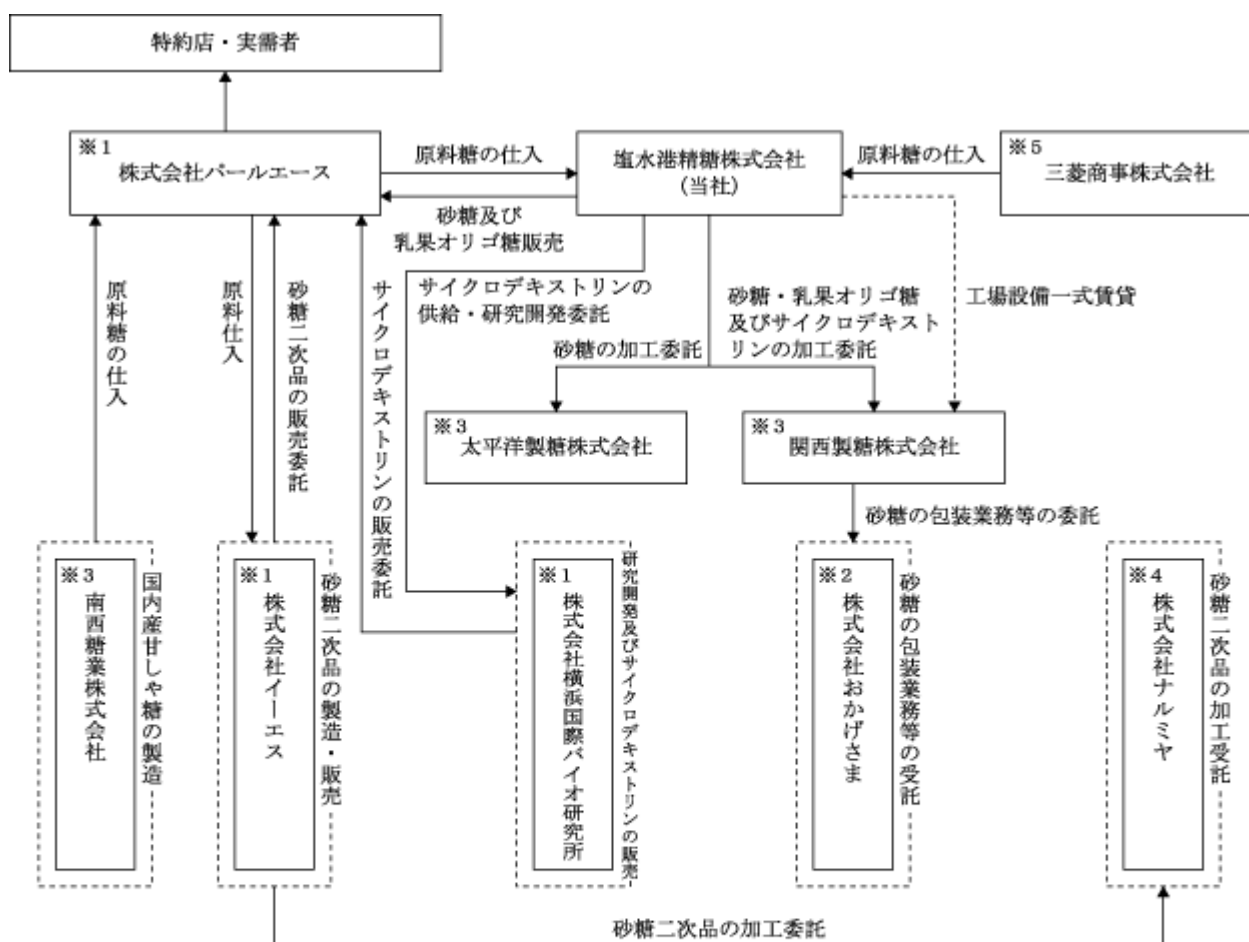 特約店・実需者
※1
株式会社パールエース
原料糖の仕入
塩水港精糖株式会社
(当社)
原料糖の仕入
※5
三菱商事株式会社
砂糖及び
乳果オリゴ糖販売
原料糖の仕入
原料仕入
砂糖二次品の販売委託
サイクロデキストリンの販売委託
サイクロデキストリンの
供給・研究開発委託
砂糖の加工委託
砂糖・乳果オリゴ糖
及びサイクロデキスト
リンの加工委託
工場設備一式賃貸
※3
太平洋製糖株式会社
※3
関西製糖株式会社
砂糖の包装業務等の委託
※3
南西糖業株式会社
国内産甘しゃ糖の製造
※1
株式会社イーエス
砂糖二次品の製造・販売
※1
株式会社横浜国際バイオ研究所
研究開発及びサイクロデキストリンの販売
※2
株式会社おかげさま
砂糖の包装業務等の受託
※4
株式会社ナルミヤ
砂糖二次品の加工受託
砂糖二次品の加工委託